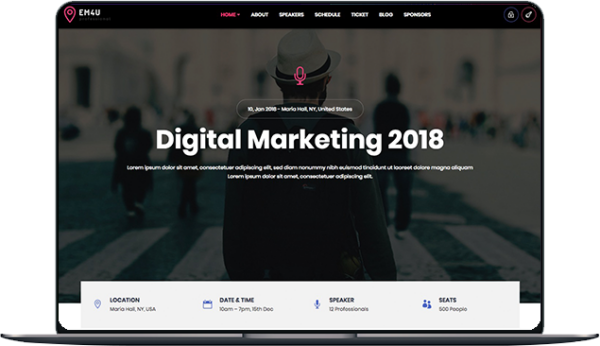 EM4U
HOME ABOUT SPEAKERS SCHEDULE TICKET BLOG SPONSORS
10, Jan 2018 - Maria Hall, NY, United States
Digital Marketing 2018
Lorem ipsum dolor sit amet, consectetuer adipiscing elit, sed diam nonummy nibh euismod tincidunt ut laoreet dolore magna aliquam
Lorem ipsum dolor sit amet, consectetuer adipiscing elit.
LOCATION DATE & TIME SPEAKER SEATS
Maria Hall, NY, USA 10am - 7pm, 15th Dec 12 Professionals 500 People